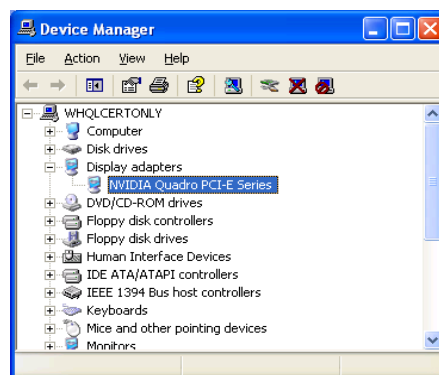 Device Manager
File Action View Help
WHQLCERTONLY
Computer
Disk drives
Display adapters
NVIDIA Quadro PCI-E Series
DVD/CD-ROM drives
Floppy disk controllers
Floppy disk drives
Human Interface Devices
IDE ATA/ATAPI controllers
IEEE 1394 Bus host controllers
Keyboards
Mice and other pointing devices
Monitors